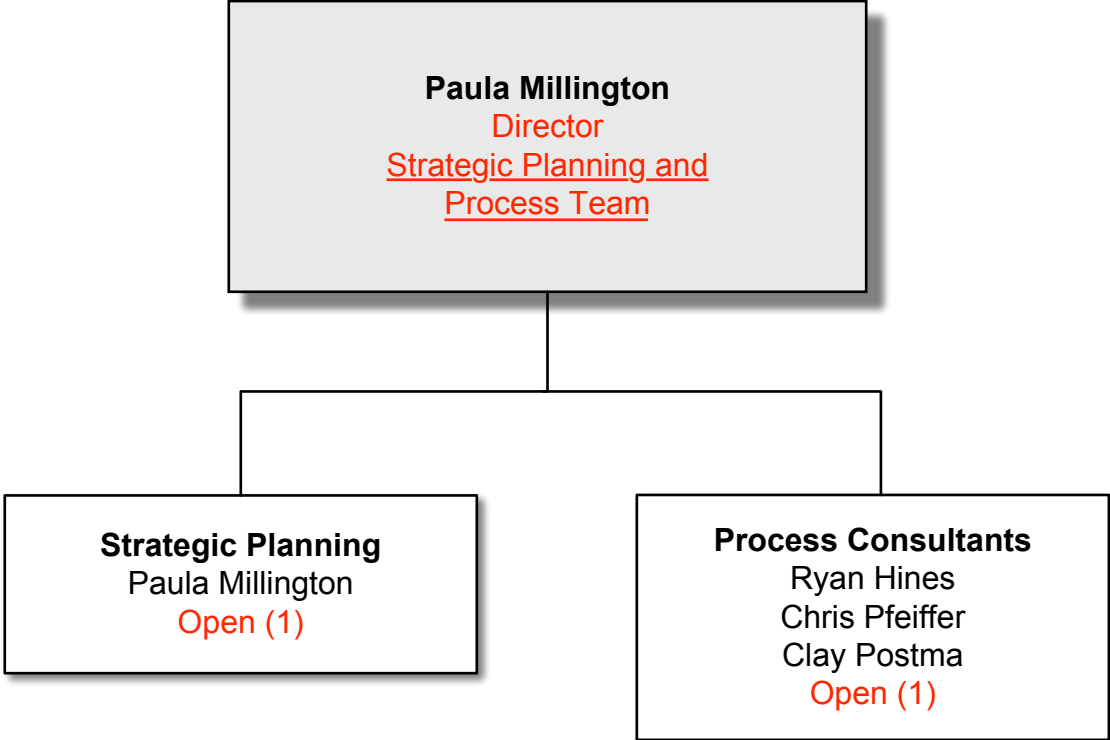 Paula Millington
Director
Strategic Planning and
Process Team
Strategic Planning
Paula Millington
Open (1)
Process Consultants
Ryan Hines
Chris Pfeiffer
Clay Postma
Open (1)